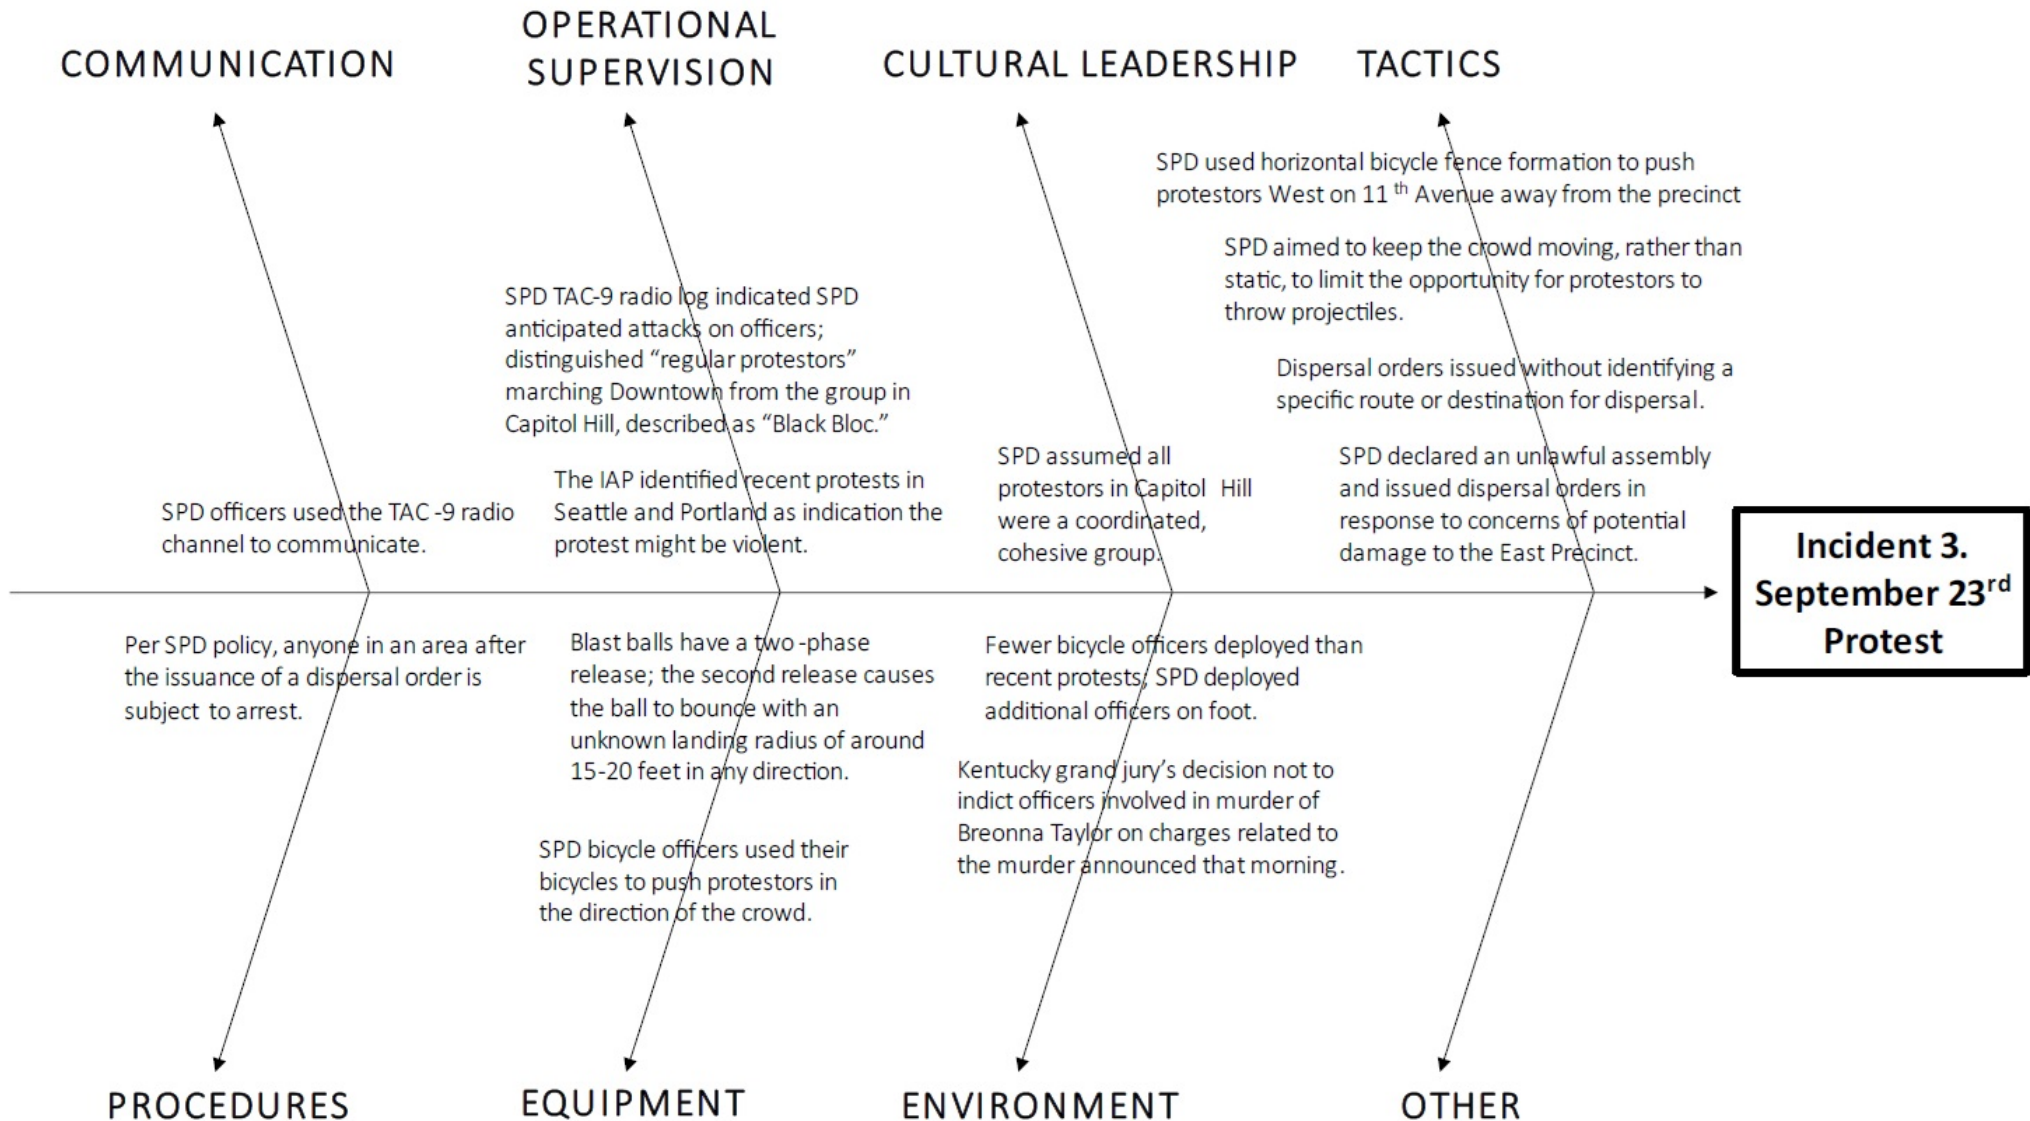 COMMUNICATION
OPERATIONAL
SUPERVISION
CULTURAL LEADERSHIP
TACTICS
SPD officers used the TAC -9 radio
channel to communicate.
SPD TAC-9 radio log indicated SPD
anticipated attacks on officers;
distinguished “regular protestors”
marching Downtown from the group in
Capitol Hill, described as “Black Bloc.”
The IAP identified recent protests in
Seattle and Portland as indication the
protest might be violent.
SPD assumed all
protestors in Capitol Hill
were a coordinated,
cohesive group.
SPD used horizontal bicycle fence formation to push
protestors West on 11 th Avenue away from the precinct
SPD aimed to keep the crowd moving, rather than
static, to limit the opportunity for protestors to
throw projectiles.
Dispersal orders issued without identifying a
specific route or destination for dispersal.
SPD declared an unlawful assembly
and issued dispersal orders in
response to concerns of potential
damage to the East Precinct.
Incident 3.
September 23rd
Protest
Per SPD policy, anyone in an area after
the issuance of a dispersal order is
subject to arrest.
Blast balls have a two -phase
release; the second release causes
the ball to bounce with an
unknown landing radius of around
15-20 feet in any direction.
SPD bicycle officers used their
bicycles to push protestors in
the direction of the crowd.
Fewer bicycle officers deployed than
recent protests; SPD deployed
additional officers on foot.
Kentucky grand jury’s decision not to
indict officers involved in murder of
Breonna Taylor on charges related to
the murder announced that morning.
PROCEDURES
EQUIPMENT
ENVIRONMENT
OTHER